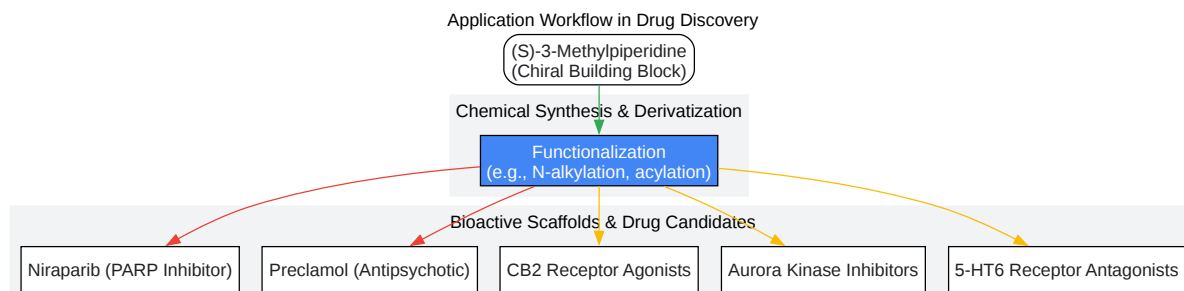 Application Workflow in Drug Discovery
(S)-3-Methylpiperidine
(Chiral Building Block)
Chemical Synthesis & Derivatization
Functionalization
(e.g., N-alkylation, acylation)
Bioactive Scaffolds & Drug Candidates
Niraparib (PARP Inhibitor)
Preclamol (Antipsychotic)
CB2 Receptor Agonists
Aurora Kinase Inhibitors
5-HT6 Receptor Antagonists